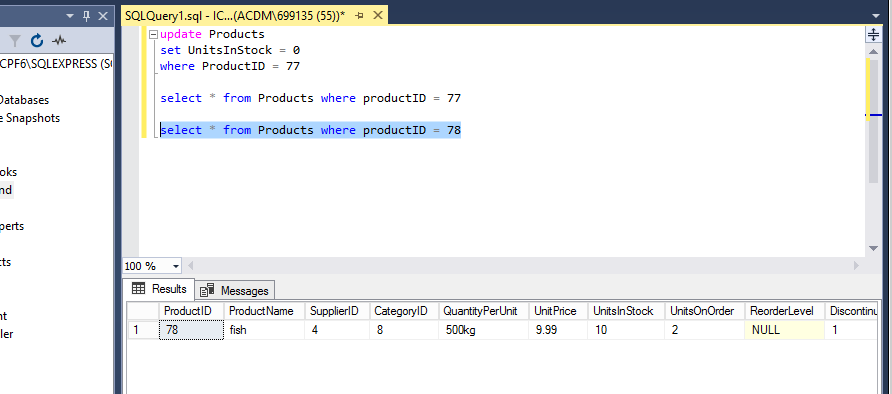 SQLQuery1.sql - IC...(ACDM\699135 (55))*
CPF6\SQLEXPRESS (S
Databases
e Snapshots
oks
nd
perts
ts
nt
ler
update Products
set UnitsInStock = 0
where ProductID = 77
select * from Products where productID = 77
select * from Products where productID = 78
100 %
Results Messages
ProductID ProductName SupplierID CategoryID QuantityPerUnit UnitPrice UnitsInStock UnitsOnOrder ReorderLevel Discontinu
1 78 fish 4 8 500kg 9.99 10 2 NULL 1